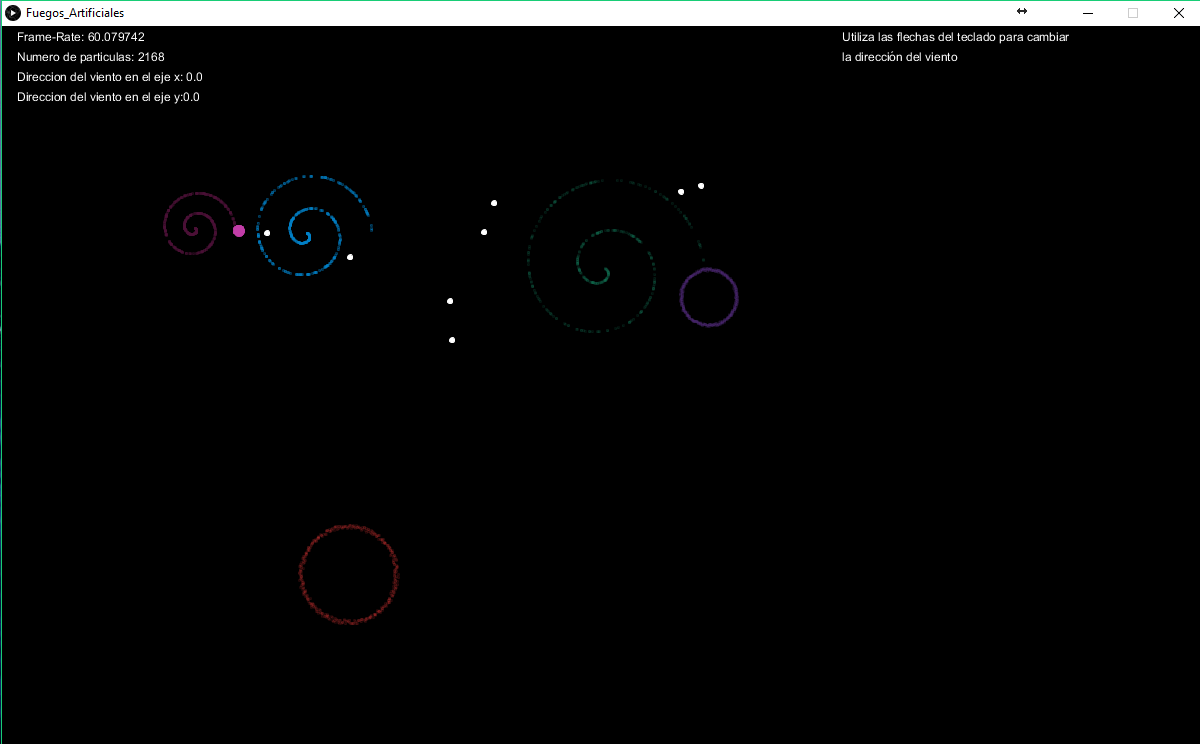 Fuegos_Artificiales
Frame-Rate: 60.079742
Numero de particulas: 2168
Direccion del viento en el eje x: 0.0
Direccion del viento en el eje y:0.0
Utiliza las flechas del teclado para cambiar
la dirección del viento